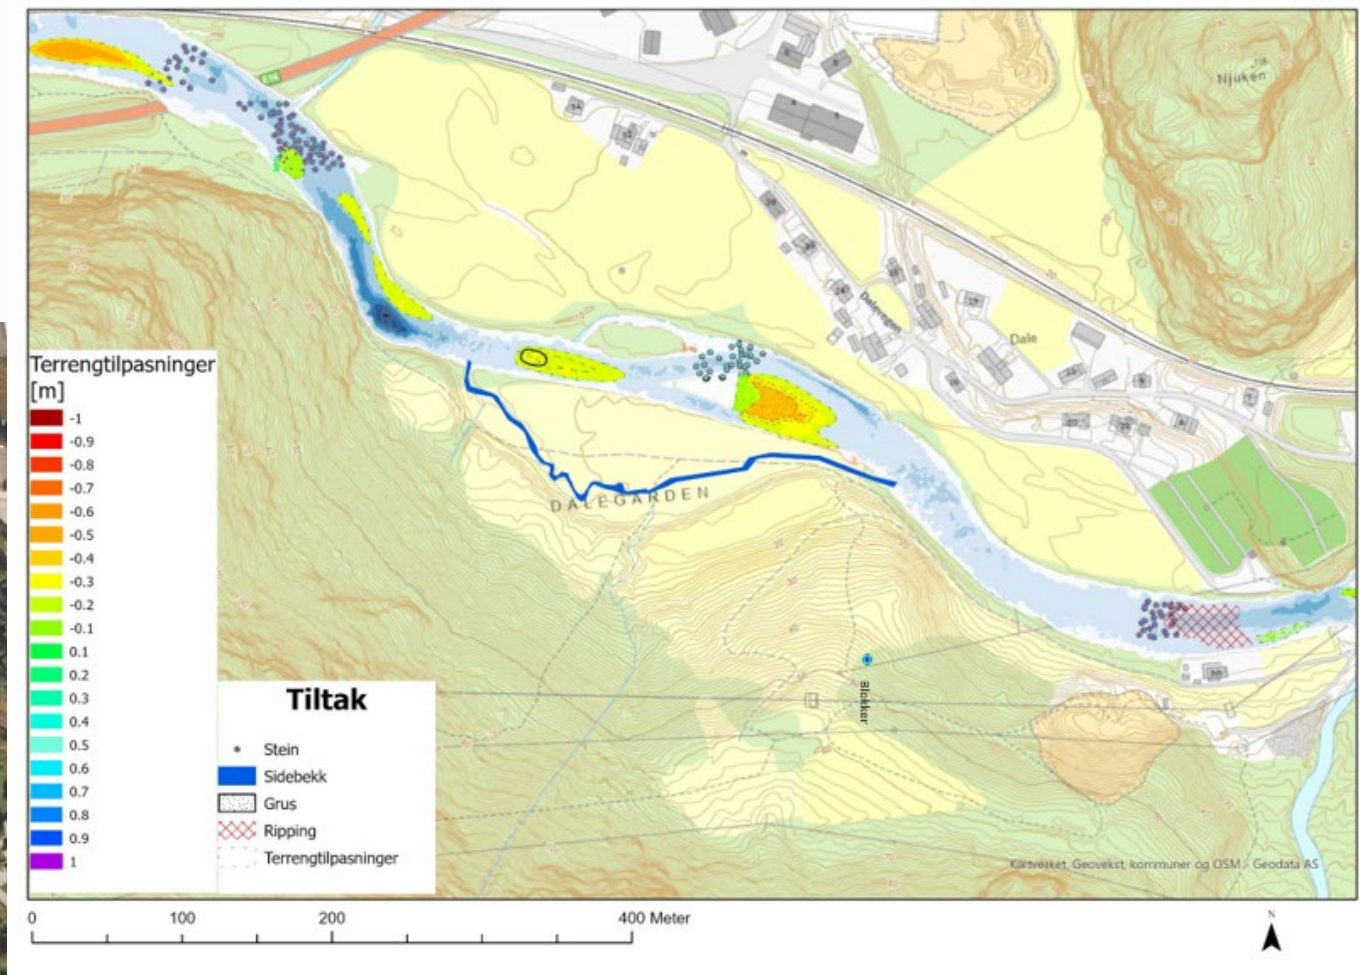 E16
Njuken
Dalevegen
Dale
DALEGARDEN
Blokker
Terrengtilpasninger
[m]
-1
-0.9
-0.8
-0.7
-0.6
-0.5
-0.4
-0.3
-0.2
-0.1
0.1
0.2
0.3
0.4
0.5
0.6
0.7
0.8
0.9
1
Tiltak
Stein
Sidebekk
Grus
Ripping
Terrengtilpasninger
Kartverket, Geovekst, kommuner og OSM - Geodata AS
0 100 200 400 Meter
N